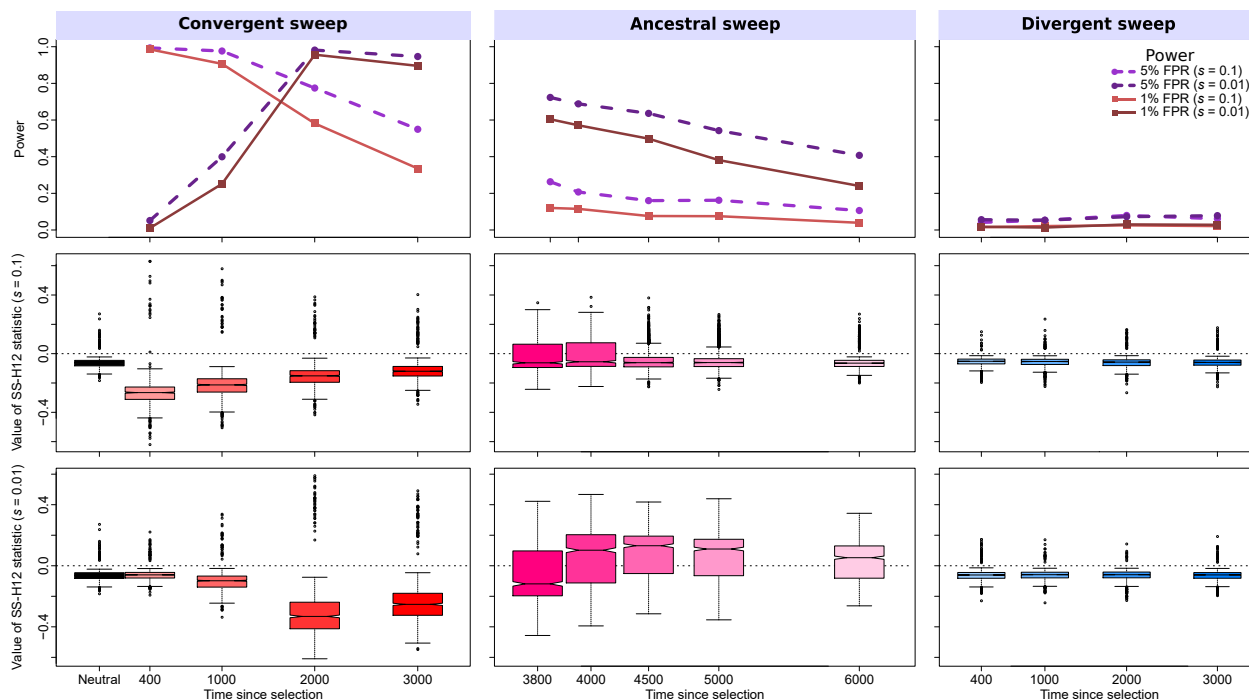 Convergent sweep
Ancestral sweep
Divergent sweep
Power
0.0
0.2
0.4
0.6
0.8
1.0
Power
5% FPR (s = 0.1)
5% FPR (s = 0.01)
1% FPR (s = 0.1)
1% FPR (s = 0.01)
Value of SS-H12 statistic (s = 0.1)
−0.4
0.0
0.4
Value of SS-H12 statistic (s = 0.01)
−0.4
0.0
0.4
Neutral 400 1000 2000 3000
Time since selection
3800 4000 4500 5000 6000
Time since selection
400 1000 2000 3000
Time since selection